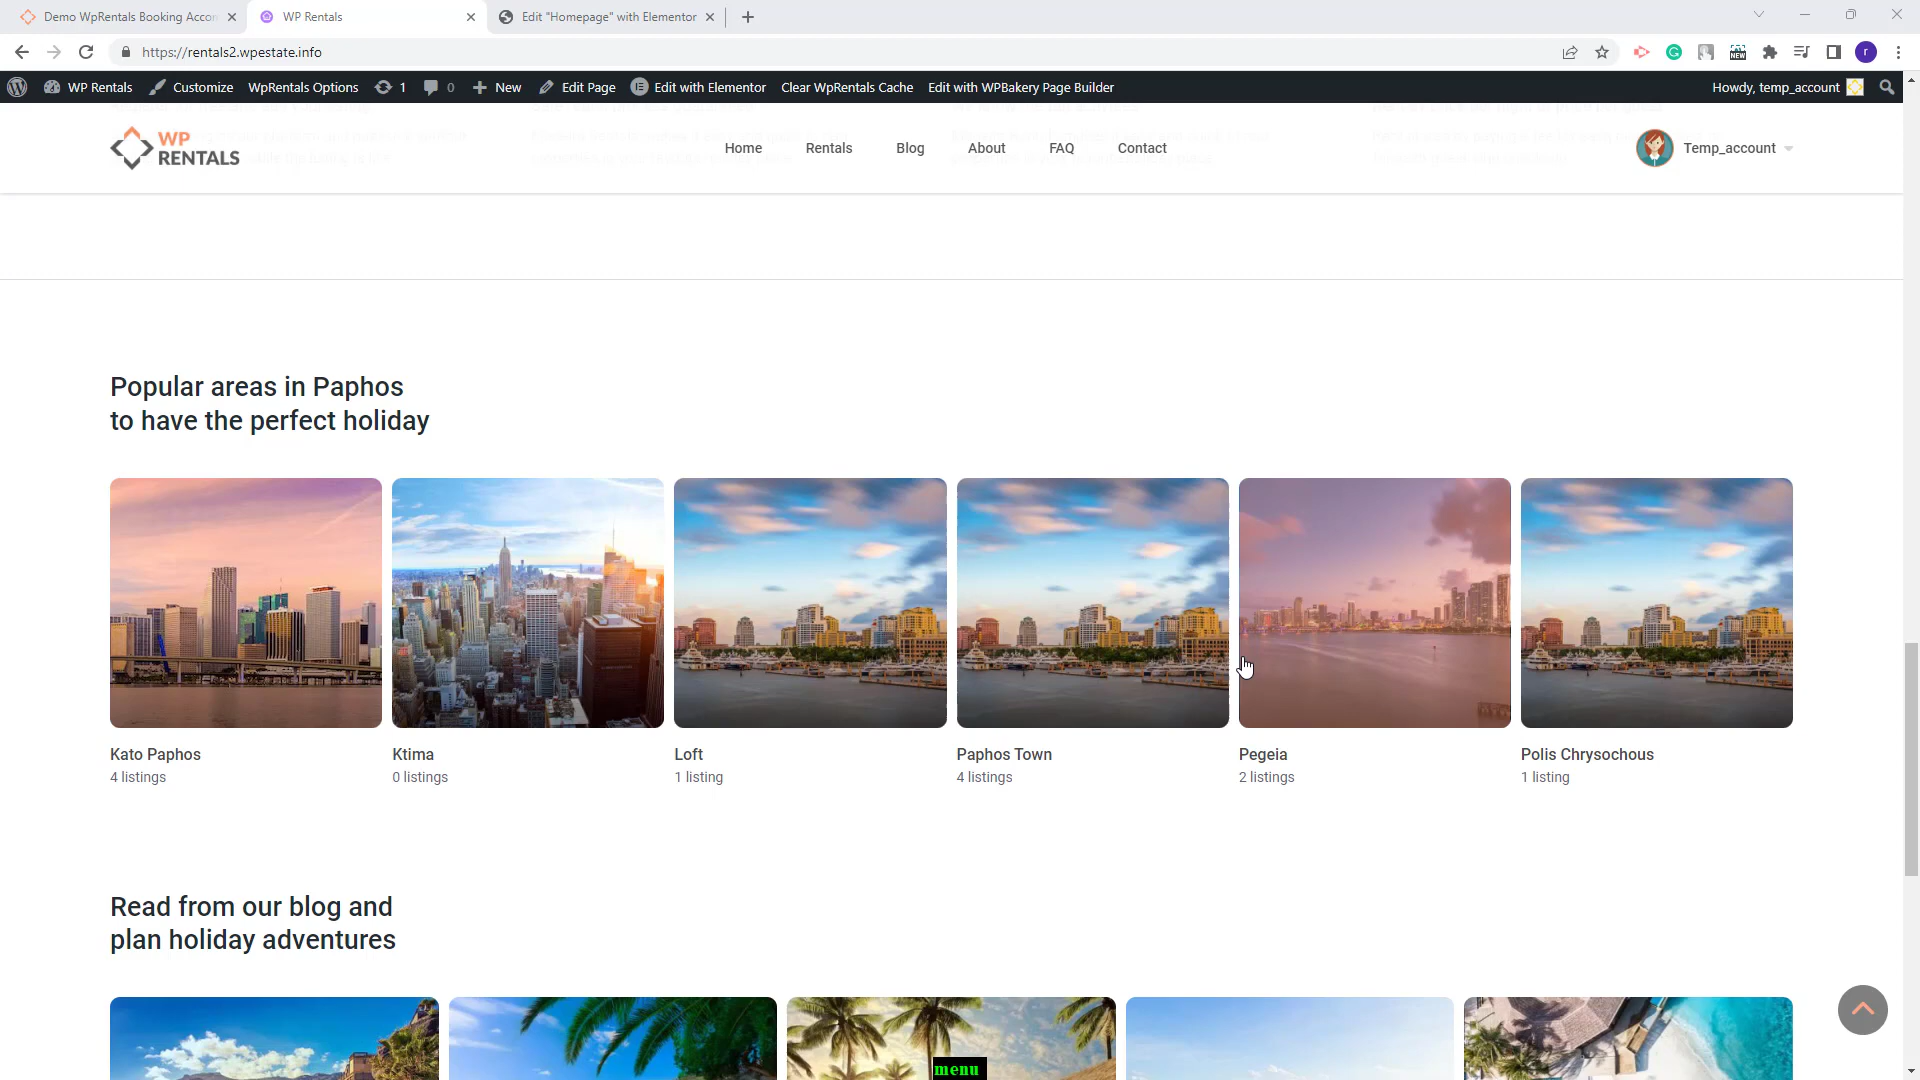 Demo WpRentals Booking Accor
WP Rentals
Edit "Homepage" with Elementor
https://rentals2.wpestate.info
NEW
r
WP Rentals
Customize
WpRentals Options
1
0
New
Edit Page
Edit with Elementor
Clear WpRentals Cache
Edit with WPBakery Page Builder
Howdy, temp_account
WP
RENTALS
Home
Rentals
Blog
About
FAQ
Contact
Temp_account
Popular areas in Paphos
to have the perfect holiday
Kato Paphos
4 listings
Ktima
0 listings
Loft
1 listing
Paphos Town
4 listings
Pegeia
2 listings
Polis Chrysochous
1 listing
Read from our blog and
plan holiday adventures
menu